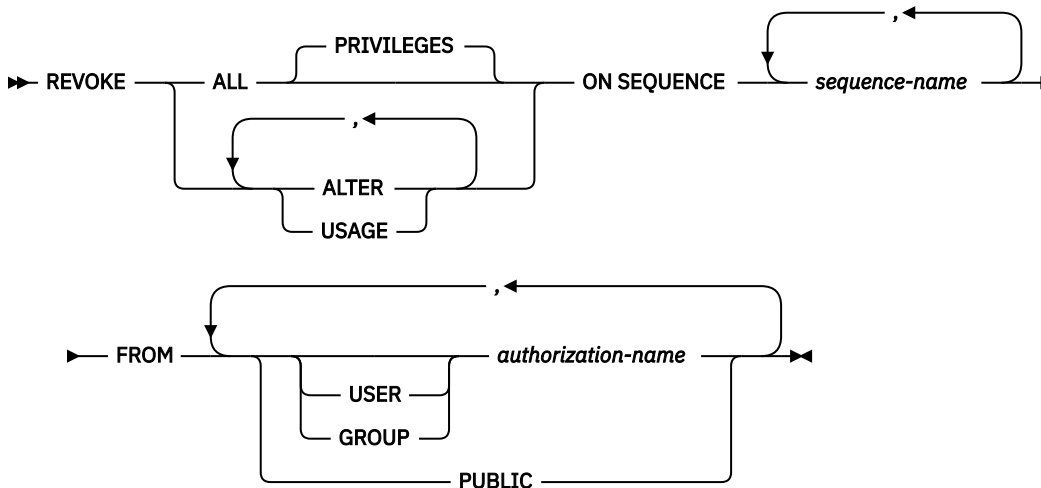 ,
PRIVILEGES
REVOKE ALL ON SEQUENCE sequence-name
,
ALTER
USAGE
,
FROM authorization-name
USER
GROUP
PUBLIC